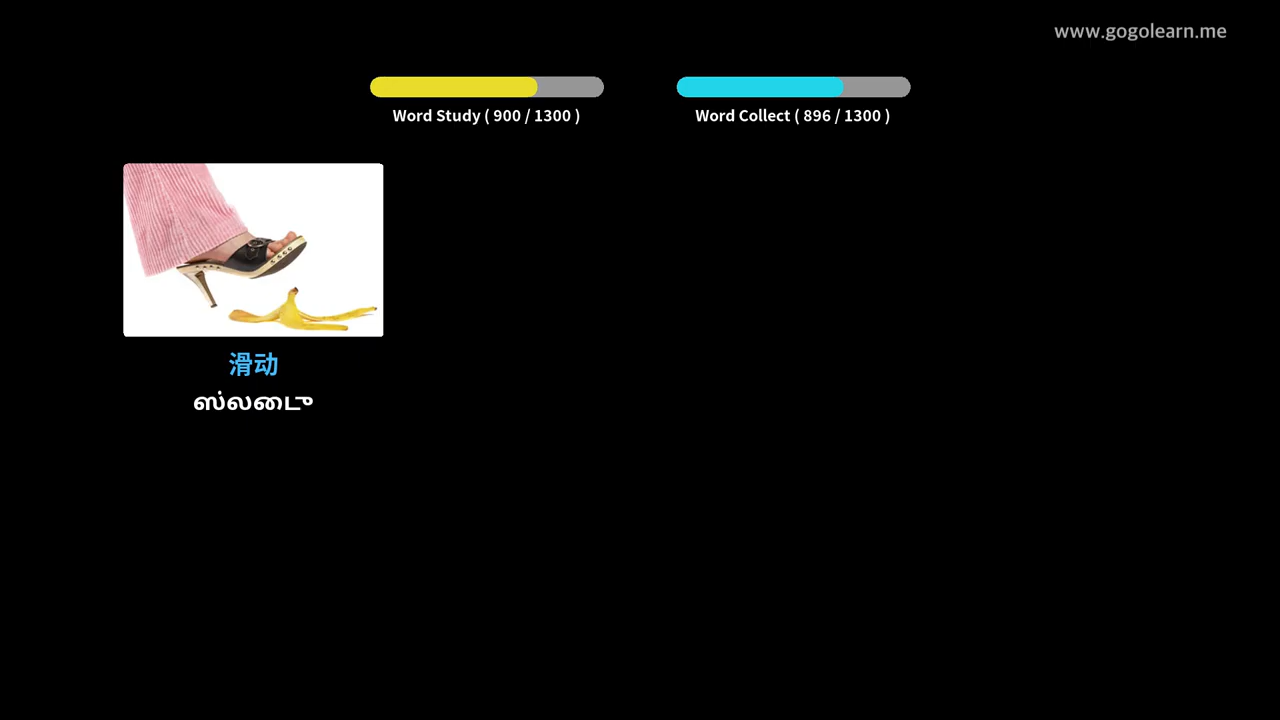 www.gogolearn.me
Word Study ( 900 / 1300 )
Word Collect ( 896 / 1300 )
滑动
ஸ்லைடு